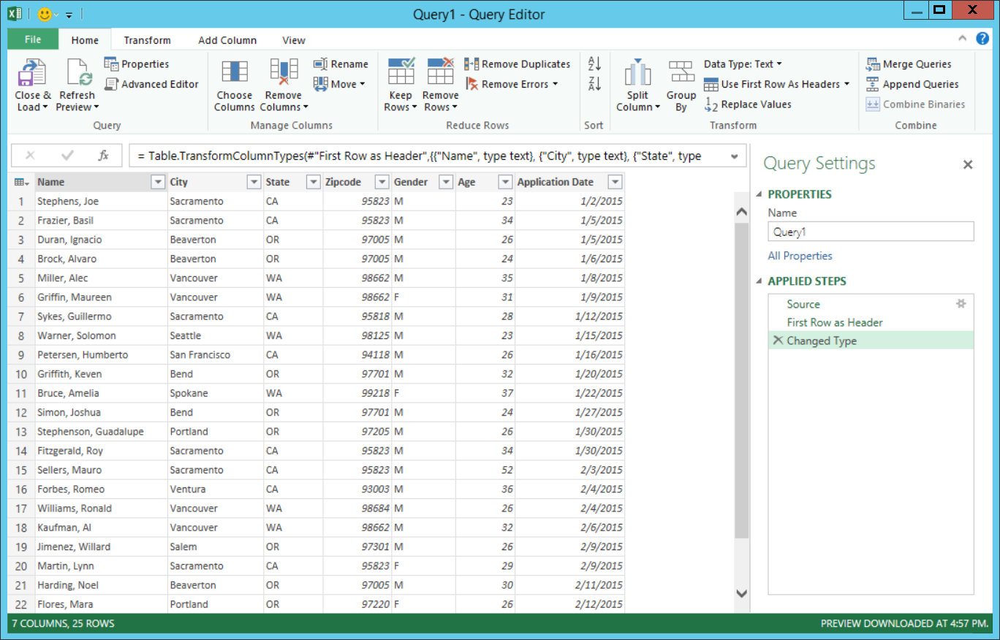 Query1 - Query Editor
File Home Transform Add Column View
Close & Load
Refresh Preview
Properties
Advanced Editor
Query
Choose Columns
Remove Columns
Rename
Move
Manage Columns
Keep Rows
Remove Rows
Remove Duplicates
Remove Errors
Reduce Rows
Sort
Split Column
Group By
Data Type: Text
Use First Row As Headers
Replace Values
Transform
Merge Queries
Append Queries
Combine Binaries
Combine
fx = Table.TransformColumnTypes(#"First Row as Header",{{"Name", type text}, {"City", type text}, {"State", type
Name City State Zipcode Gender Age Application Date
1 Stephens, Joe Sacramento CA 95823 M 23 1/2/2015
2 Frazier, Basil Sacramento CA 95823 M 34 1/5/2015
3 Duran, Ignacio Beaverton OR 97005 M 26 1/5/2015
4 Brock, Alvaro Beaverton OR 97005 M 24 1/6/2015
5 Miller, Alec Vancouver WA 98662 M 35 1/8/2015
6 Griffin, Maureen Vancouver WA 98662 F 31 1/9/2015
7 Sykes, Guillermo Sacramento CA 95818 M 28 1/12/2015
8 Warner, Solomon Seattle WA 98125 M 23 1/15/2015
9 Petersen, Humberto San Francisco CA 94118 M 26 1/16/2015
10 Griffith, Keven Bend OR 97701 M 32 1/20/2015
11 Bruce, Amelia Spokane WA 99218 F 37 1/22/2015
12 Simon, Joshua Bend OR 97701 M 24 1/27/2015
13 Stephenson, Guadalupe Portland OR 97205 M 26 1/30/2015
14 Fitzgerald, Roy Sacramento CA 95823 M 34 1/30/2015
15 Sellers, Mauro Sacramento CA 95823 M 52 2/3/2015
16 Forbes, Romeo Ventura CA 93003 M 36 2/4/2015
17 Williams, Ronald Vancouver WA 98684 M 26 2/4/2015
18 Kaufman, Al Vancouver WA 98662 M 32 2/6/2015
19 Jimenez, Willard Salem OR 97301 M 26 2/9/2015
20 Martin, Lynn Sacramento CA 95823 F 29 2/9/2015
21 Harding, Noel Beaverton OR 97005 M 30 2/11/2015
22 Flores, Mara Portland OR 97220 F 26 2/12/2015
Query Settings
PROPERTIES
Name
Query1
All Properties
APPLIED STEPS
Source
First Row as Header
Changed Type
7 COLUMNS, 25 ROWS
PREVIEW DOWNLOADED AT 4:57 PM.